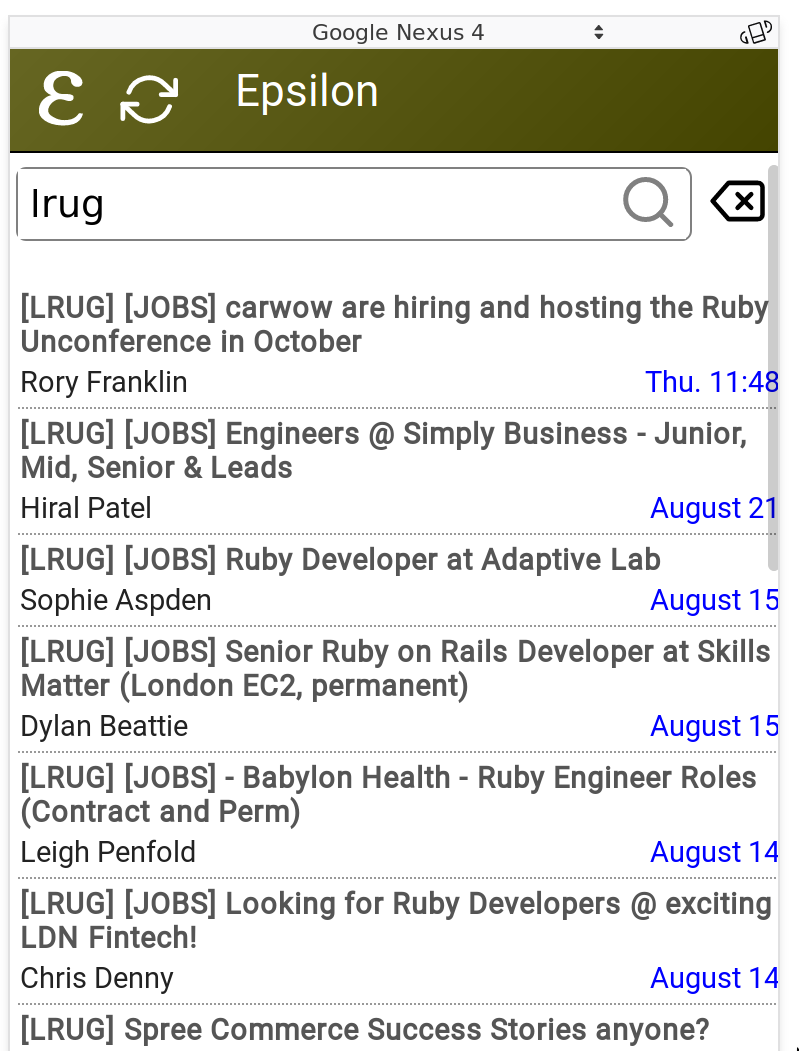 Google Nexus 4
ε Epsilon
lrug
[LRUG] [JOBS] carwow are hiring and hosting the Ruby
Unconference in October
Rory Franklin Thu. 11:48
[LRUG] [JOBS] Engineers @ Simply Business - Junior,
Mid, Senior & Leads
Hiral Patel August 21
[LRUG] [JOBS] Ruby Developer at Adaptive Lab
Sophie Aspden August 15
[LRUG] [JOBS] Senior Ruby on Rails Developer at Skills
Matter (London EC2, permanent)
Dylan Beattie August 15
[LRUG] [JOBS] - Babylon Health - Ruby Engineer Roles
(Contract and Perm)
Leigh Penfold August 14
[LRUG] [JOBS] Looking for Ruby Developers @ exciting
LDN Fintech!
Chris Denny August 14
[LRUG] Spree Commerce Success Stories anyone?